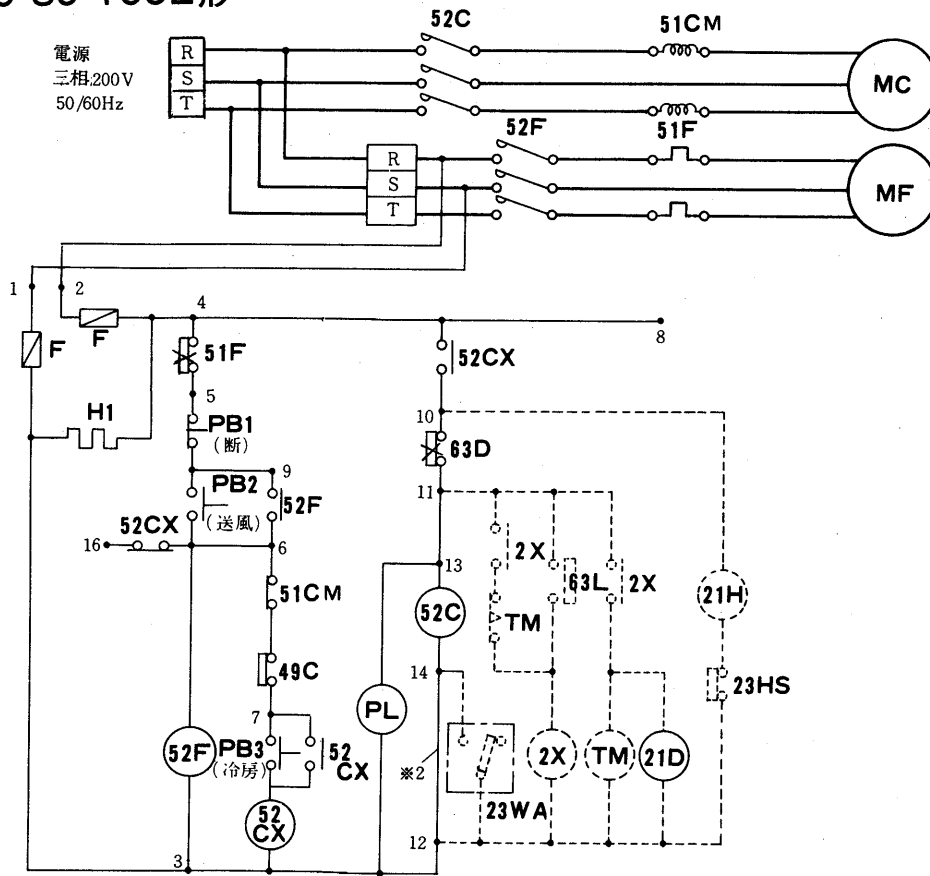 52C
51CM
電源
三相200V
50/60Hz
R
S
T
MC
52F
51F
R
S
T
MF
1
2
4
8
F
F
51F
52CX
5
H1
PB1
(断)
10
63D
9
11
PB2
(送風)
52F
52CX
16
6
13
2X
63L
2X
21H
51CM
52C
TM
49C
14
23HS
7
PL
52F
PB3
(冷房)
52
CX
※2
2X
TM
21D
23WA
52
CX
12
3